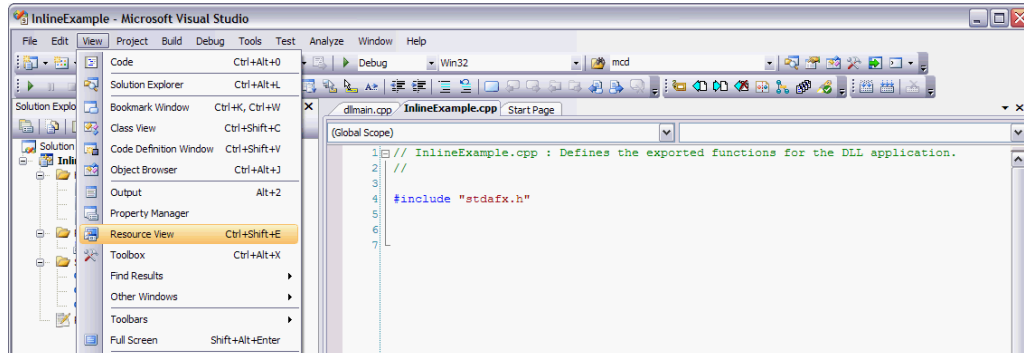 InlineExample - Microsoft Visual Studio
File Edit View Project Build Debug Tools Test Analyze Window Help
Debug Win32 mcd
Code Ctrl+Alt+0
Solution Explorer Ctrl+Alt+L
Bookmark Window Ctrl+K, Ctrl+W
Class View Ctrl+Shift+C
Code Definition Window Ctrl+Shift+V
Object Browser Ctrl+Alt+J
Output Alt+2
Property Manager
Resource View Ctrl+Shift+E
Toolbox Ctrl+Alt+X
Find Results
Other Windows
Toolbars
Full Screen Shift+Alt+Enter
Solution Explo
Solution
Inli
dllmain.cpp InlineExample.cpp Start Page
(Global Scope)
1 // InlineExample.cpp : Defines the exported functions for the DLL application.
2 //
3
4 #include "stdafx.h"
5
6
7